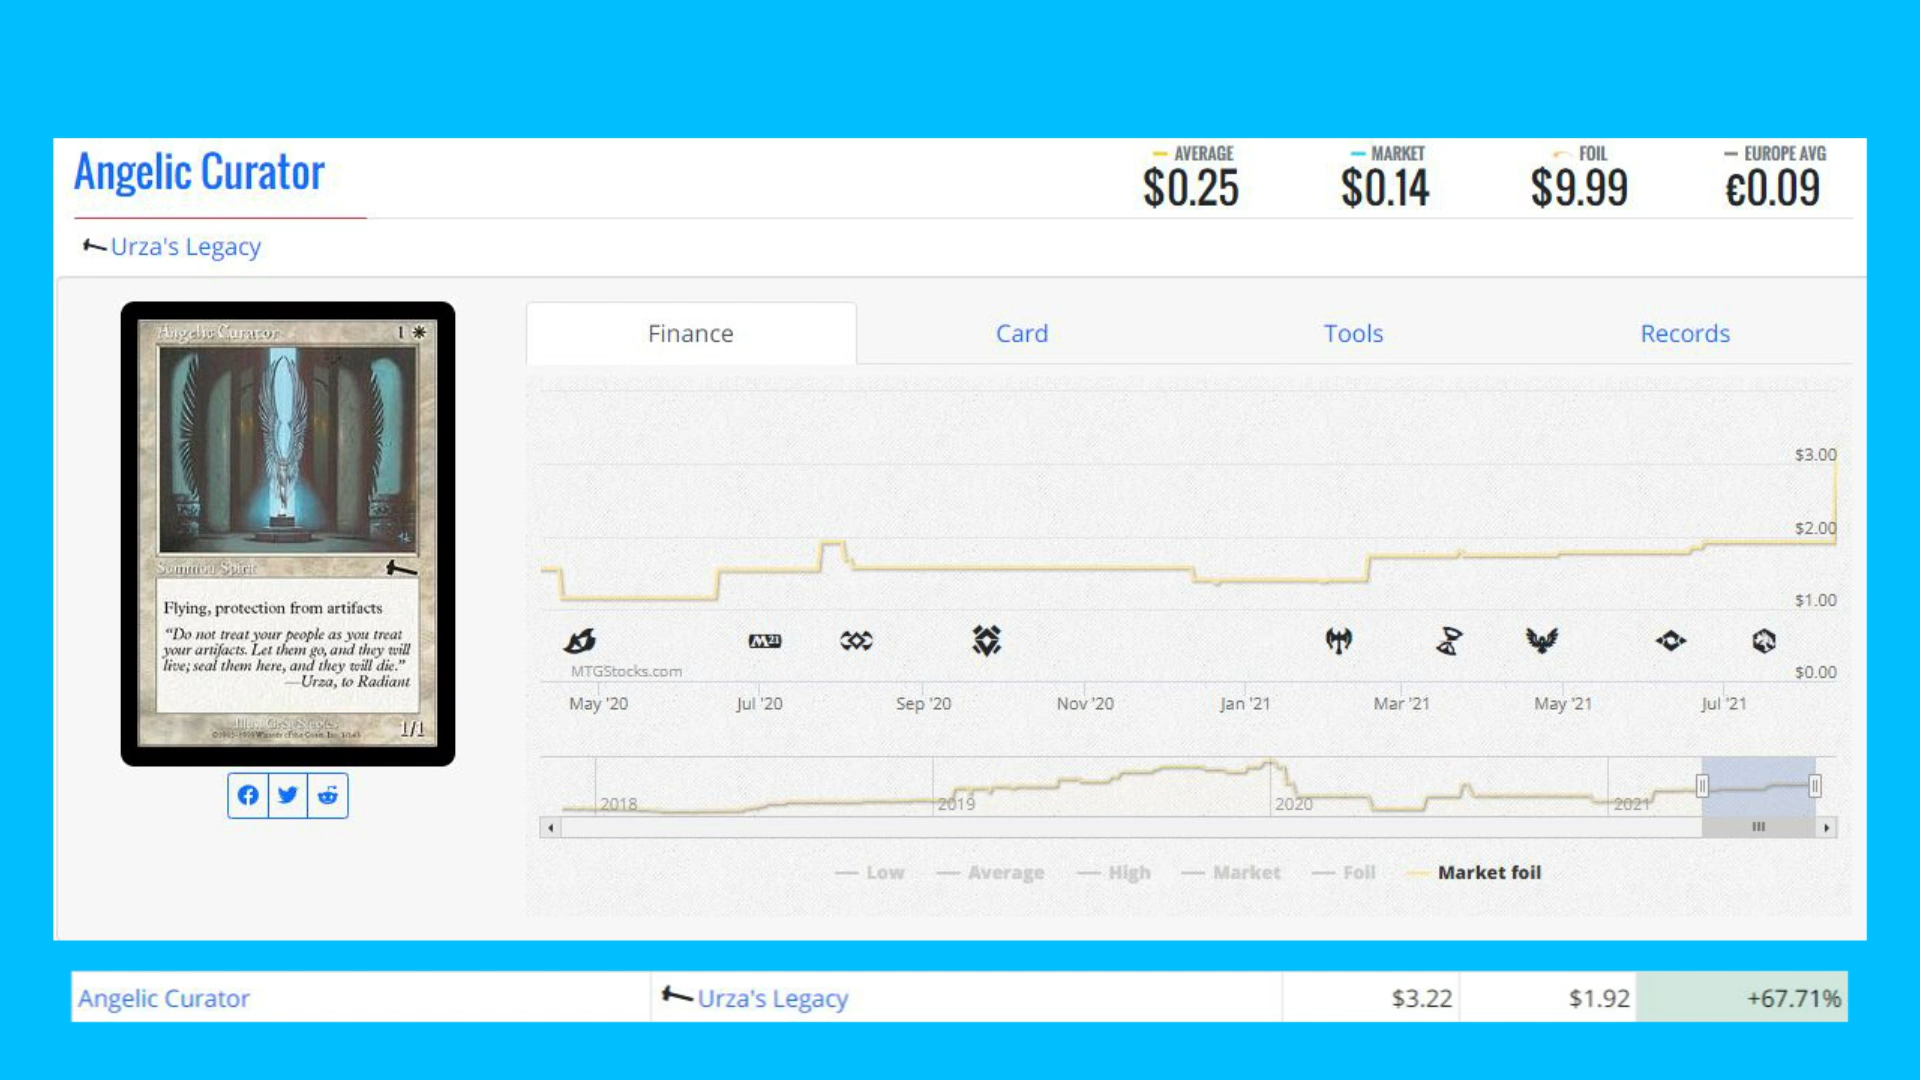 Angelic Curator
AVERAGE
$0.25
MARKET
$0.14
FOIL
$9.99
EUROPE AVG
€0.09
Urza's Legacy
Angelic Curator 1
Summon Spirit
Flying, protection from artifacts
"Do not treat your people as you treat
your artifacts. Let them go, and they will
live; seal them here, and they will die."
—Urza, to Radiant
1/1
Finance
Card
Tools
Records
$3.00
$2.00
$1.00
M21
MTGStocks.com
$0.00
May '20 Jul '20 Sep '20 Nov '20 Jan '21 Mar '21 May '21 Jul '21
2018 2019 2020 2021
Low Average High Market Foil Market foil
Angelic Curator Urza's Legacy $3.22 $1.92 +67.71%